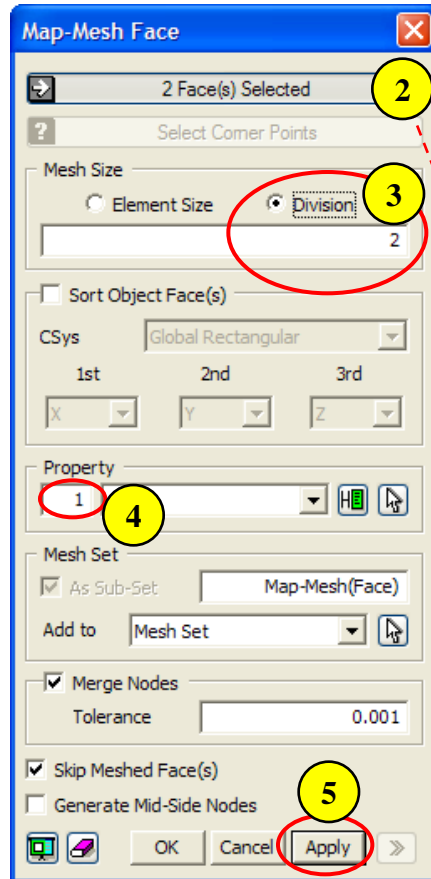 Map-Mesh Face
2 Face(s) Selected
2
? Select Corner Points
Mesh Size
Element Size Division
3
2
Sort Object Face(s)
CSys Global Rectangular
1st 2nd 3rd
X Y Z
Property
1
4
Mesh Set
As Sub-Set Map-Mesh(Face)
Add to Mesh Set
Merge Nodes
Tolerance 0.001
Skip Meshed Face(s)
Generate Mid-Side Nodes
5
OK Cancel Apply >>